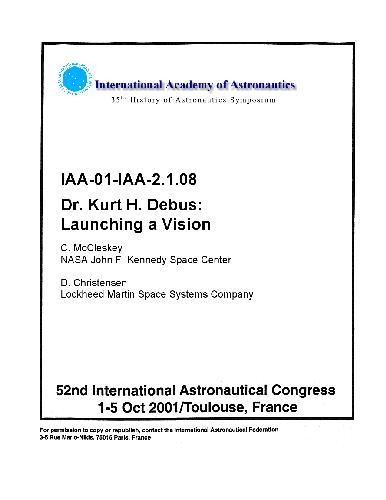 International Academy of Astronautics
35th History of Astronautics Symposium
IAA-01-IAA-2.1.08
Dr. Kurt H. Debus:
Launching a Vision
C. McCleskey
NASA John F. Kennedy Space Center
D. Christensen
Lockheed Martin Space Systems Company
52nd International Astronautical Congress
1-5 Oct 2001/Toulouse, France
For permission to copy or republish, contact the International Astronautical Federation
3-5 Rue Mario-Nikis, 75015 Paris, France